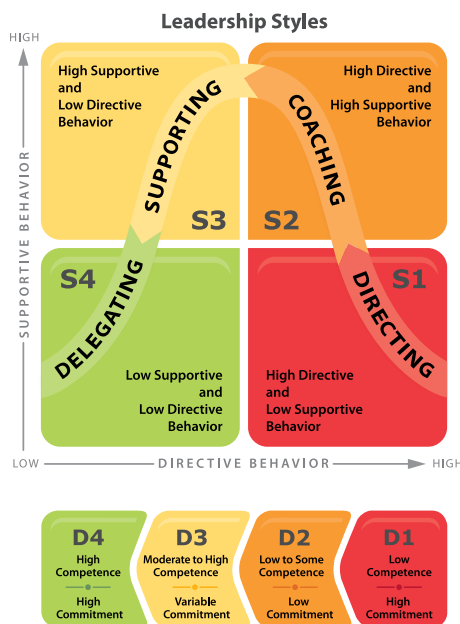 Leadership Styles
HIGH
High Supportive
and
Low Directive
Behavior
High Directive
and
High Supportive
Behavior
SUPPORTING
COACHING
S3
S2
SUPPORTIVE BEHAVIOR
S4
S1
DELEGATING
DIRECTING
Low Supportive
and
Low Directive
Behavior
High Directive
and
Low Supportive
Behavior
LOW
DIRECTIVE BEHAVIOR
HIGH
D4
High
Competence
High
Commitment
D3
Moderate to High
Competence
Variable
Commitment
D2
Low to Some
Competence
Low
Commitment
D1
Low
Competence
High
Commitment